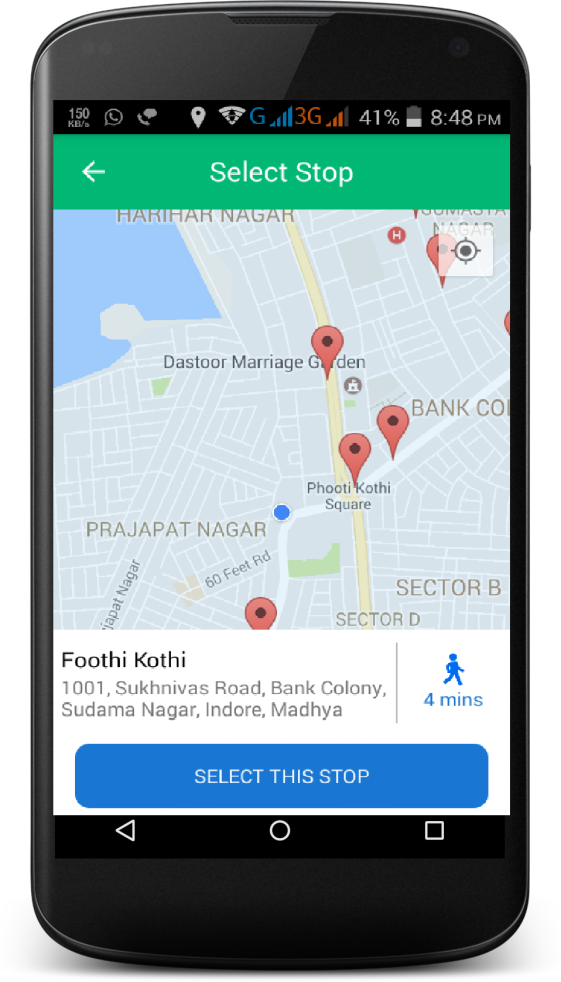 150
KB/s
G
3G
41%
8:48 PM
Select Stop
HARIHAR NAGAR
GUMASTA
NAGAR
H
Dastoor Marriage Garden
BANK COL
Phooti Kothi
Square
PRAJAPAT NAGAR
60 Feet Rd
japat Nagar
SECTOR B
SECTOR D
Foothi Kothi
1001, Sukhnivas Road, Bank Colony,
Sudama Nagar, Indore, Madhya
4 mins
SELECT THIS STOP